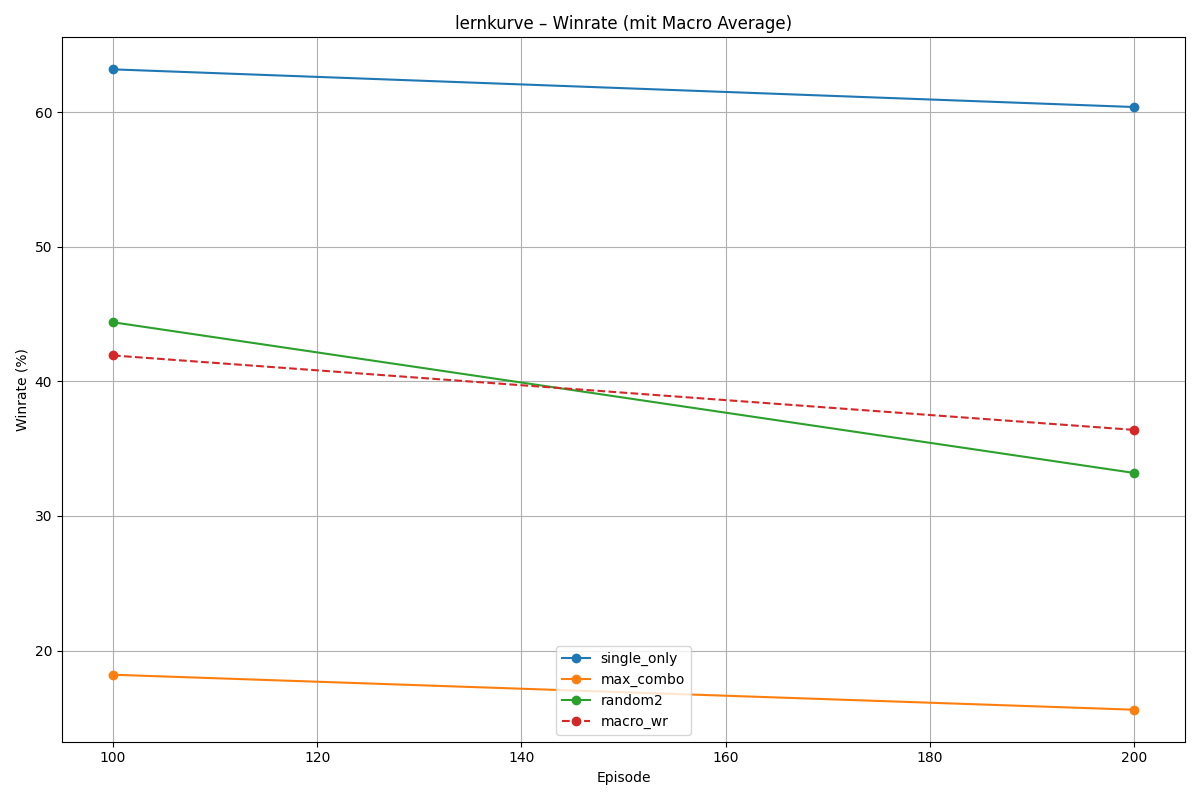 lernkurve – Winrate (mit Macro Average)
Winrate (%)
60
50
40
30
20
single_only
max_combo
random2
macro_wr
100
120
140
160
180
200
Episode